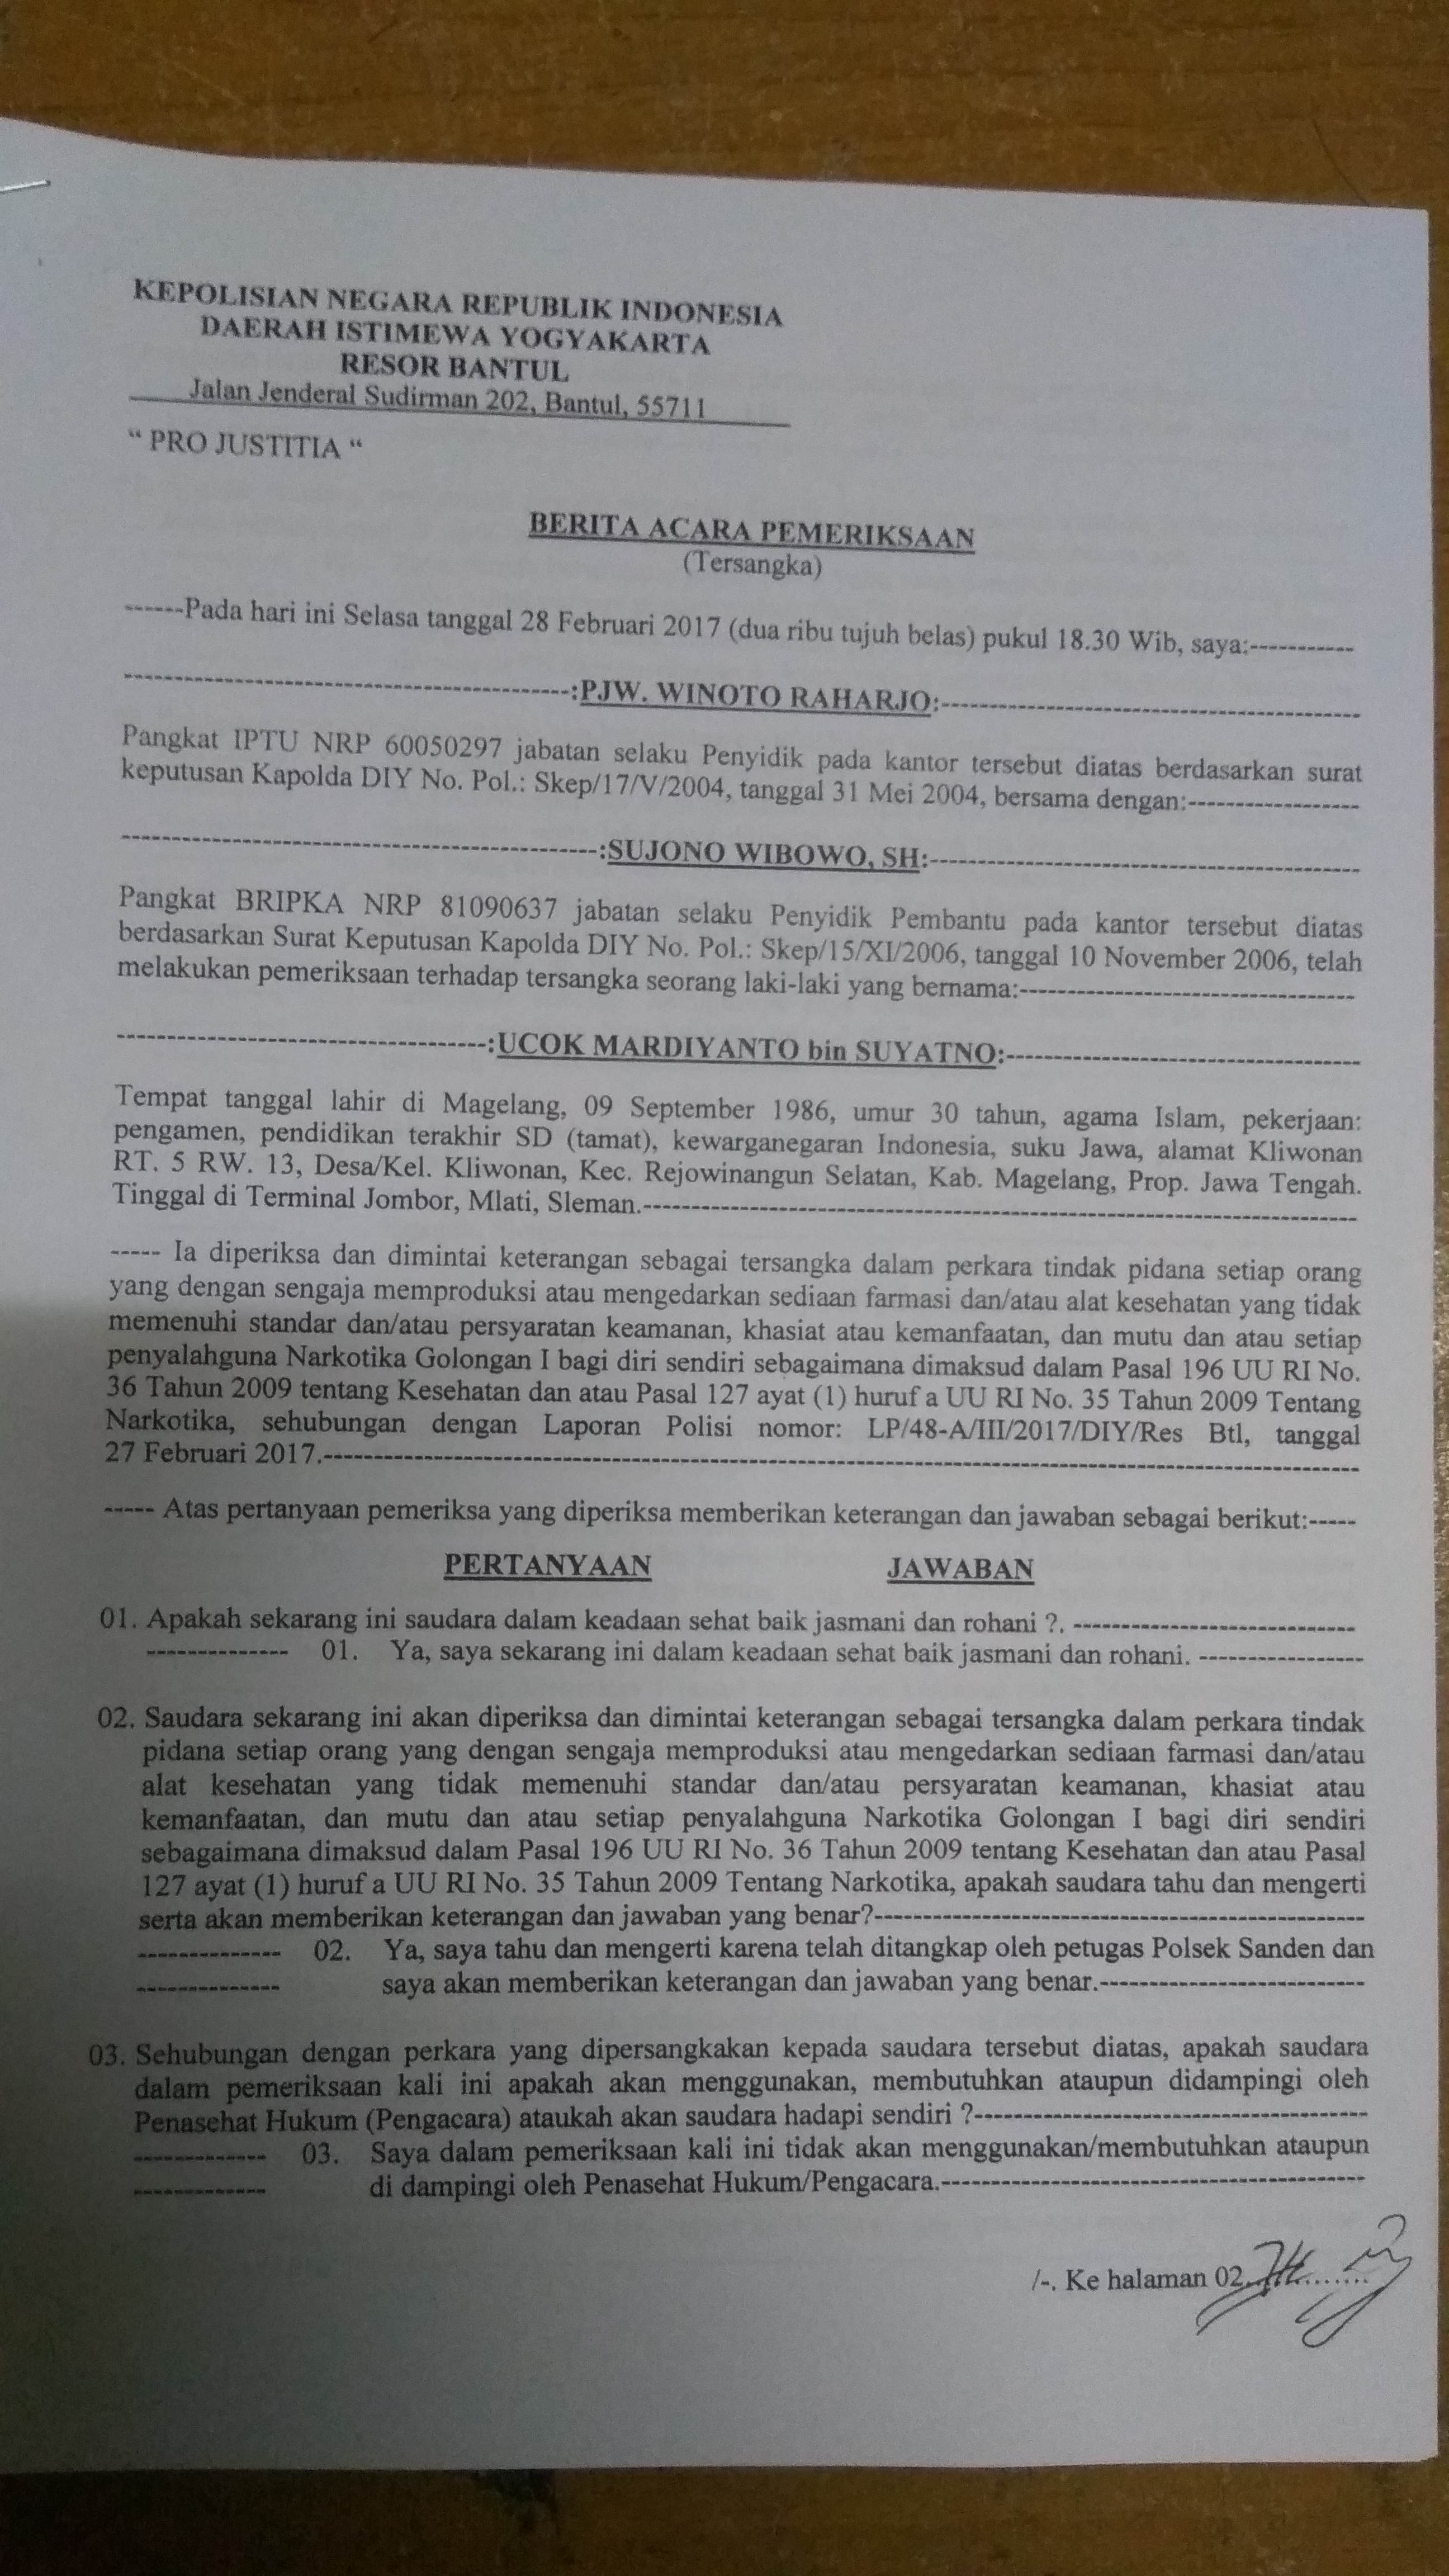 KEPOLISIAN NEGARA REPUBLIK INDONESIA
DAERAH ISTIMEWA YOGYAKARTA
RESOR BANTUL
Jalan Jenderal Sudirman 202, Bantul, 55711
“ PRO JUSTITIA “
BERITA ACARA PEMERIKSAAN
(Tersangka)
------Pada hari ini Selasa tanggal 28 Februari 2017 (dua ribu tujuh belas) pukul 18.30 Wib, saya:-----------
----------------------------------------------:PJW. WINOTO RAHARJO:-------------------------------------------
Pangkat IPTU NRP 60050297 jabatan selaku Penyidik pada kantor tersebut diatas berdasarkan surat
keputusan Kapolda DIY No. Pol.: Skep/17/V/2004, tanggal 31 Mei 2004, bersama dengan:------------------
-------------------------------------------------:SUJONO WIBOWO, SH:--------------------------------------------
Pangkat BRIPKA NRP 81090637 jabatan selaku Penyidik Pembantu pada kantor tersebut diatas
berdasarkan Surat Keputusan Kapolda DIY No. Pol.: Skep/15/XI/2006, tanggal 10 November 2006, telah
melakukan pemeriksaan terhadap tersangka seorang laki-laki yang bernama:-----------------------------------
--------------------------------------:UCOK MARDIYANTO bin SUYATNO:-------------------------------------
Tempat tanggal lahir di Magelang, 09 September 1986, umur 30 tahun, agama Islam, pekerjaan:
pengamen, pendidikan terakhir SD (tamat), kewarganegaran Indonesia, suku Jawa, alamat Kliwonan
RT. 5 RW. 13, Desa/Kel. Kliwonan, Kec. Rejowinangun Selatan, Kab. Magelang, Prop. Jawa Tengah.
Tinggal di Terminal Jombor, Mlati, Sleman.--------------------------------------------------------------------------
----- Ia diperiksa dan dimintai keterangan sebagai tersangka dalam perkara tindak pidana setiap orang
yang dengan sengaja memproduksi atau mengedarkan sediaan farmasi dan/atau alat kesehatan yang tidak
memenuhi standar dan/atau persyaratan keamanan, khasiat atau kemanfaatan, dan mutu dan atau setiap
penyalahguna Narkotika Golongan I bagi diri sendiri sebagaimana dimaksud dalam Pasal 196 UU RI No.
36 Tahun 2009 tentang Kesehatan dan atau Pasal 127 ayat (1) huruf a UU RI No. 35 Tahun 2009 Tentang
Narkotika, sehubungan dengan Laporan Polisi nomor: LP/48-A/III/2017/DIY/Res Btl, tanggal
27 Februari 2017.-----------------------------------------------------------------------------------------------------------
----- Atas pertanyaan pemeriksa yang diperiksa memberikan keterangan dan jawaban sebagai berikut:-----
PERTANYAAN JAWABAN
01. Apakah sekarang ini saudara dalam keadaan sehat baik jasmani dan rohani ?. -----------------------------
-------------- 01. Ya, saya sekarang ini dalam keadaan sehat baik jasmani dan rohani. -----------------
02. Saudara sekarang ini akan diperiksa dan dimintai keterangan sebagai tersangka dalam perkara tindak
pidana setiap orang yang dengan sengaja memproduksi atau mengedarkan sediaan farmasi dan/atau
alat kesehatan yang tidak memenuhi standar dan/atau persyaratan keamanan, khasiat atau
kemanfaatan, dan mutu dan atau setiap penyalahguna Narkotika Golongan I bagi diri sendiri
sebagaimana dimaksud dalam Pasal 196 UU RI No. 36 Tahun 2009 tentang Kesehatan dan atau Pasal
127 ayat (1) huruf a UU RI No. 35 Tahun 2009 Tentang Narkotika, apakah saudara tahu dan mengerti
serta akan memberikan keterangan dan jawaban yang benar?--------------------------------------------------
-------------- 02. Ya, saya tahu dan mengerti karena telah ditangkap oleh petugas Polsek Sanden dan
-------------- saya akan memberikan keterangan dan jawaban yang benar.---------------------------
03. Sehubungan dengan perkara yang dipersangkakan kepada saudara tersebut diatas, apakah saudara
dalam pemeriksaan kali ini apakah akan menggunakan, membutuhkan ataupun didampingi oleh
Penasehat Hukum (Pengacara) ataukah akan saudara hadapi sendiri ?----------------------------------------
------------- 03. Saya dalam pemeriksaan kali ini tidak akan menggunakan/membutuhkan ataupun
------------- di dampingi oleh Penasehat Hukum/Pengacara.-------------------------------------------
/-. Ke halaman 02..............